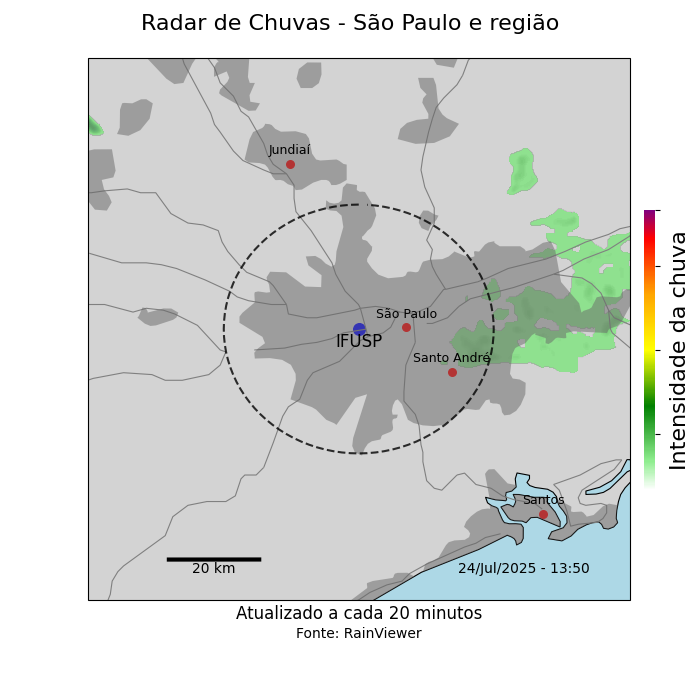 Radar de Chuvas - São Paulo e região
Jundiaí
São Paulo
IFUSP
Santo André
Santos
20 km
24/Jul/2025 - 13:50
Intensidade da chuva
Atualizado a cada 20 minutos
Fonte: RainViewer